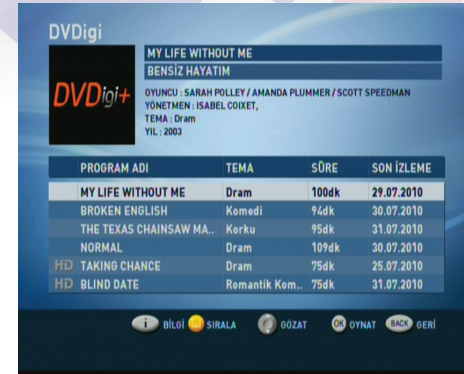 DVDigi
MY LIFE WITHOUT ME
BENSİZ HAYATIM
DVDigi+
OYUNCU : SARAH POLLEY / AMANDA PLUMMER / SCOTT SPEEDMAN
YÖNETMEN : ISABEL COIXET,
TEMA : Dram
YIL : 2003
PROGRAM ADI TEMA SÜRE SON İZLEME
MY LIFE WITHOUT ME Dram 100dk 29.07.2010
BROKEN ENGLISH Komedi 94dk 30.07.2010
THE TEXAS CHAINSAW MA.. Korku 95dk 31.07.2010
NORMAL Dram 109dk 30.07.2010
HD TAKING CHANCE Dram 75dk 25.07.2010
HD BLIND DATE Romantik Kom.. 75dk 31.07.2010
i BİLGİ SIRALA GÖZAT OK OYNAT BACK GERİ